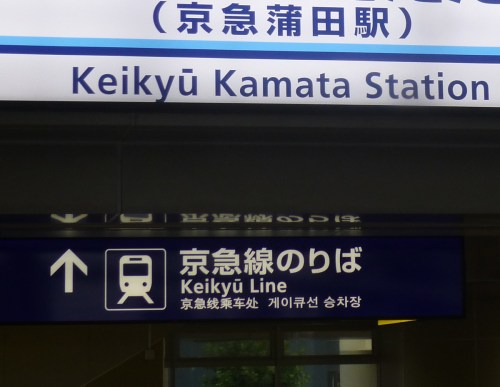 (京急蒲田駅)
Keikyū Kamata Station
京急線のりば
Keikyū Line
京急线乘车处 게이큐선 승차장